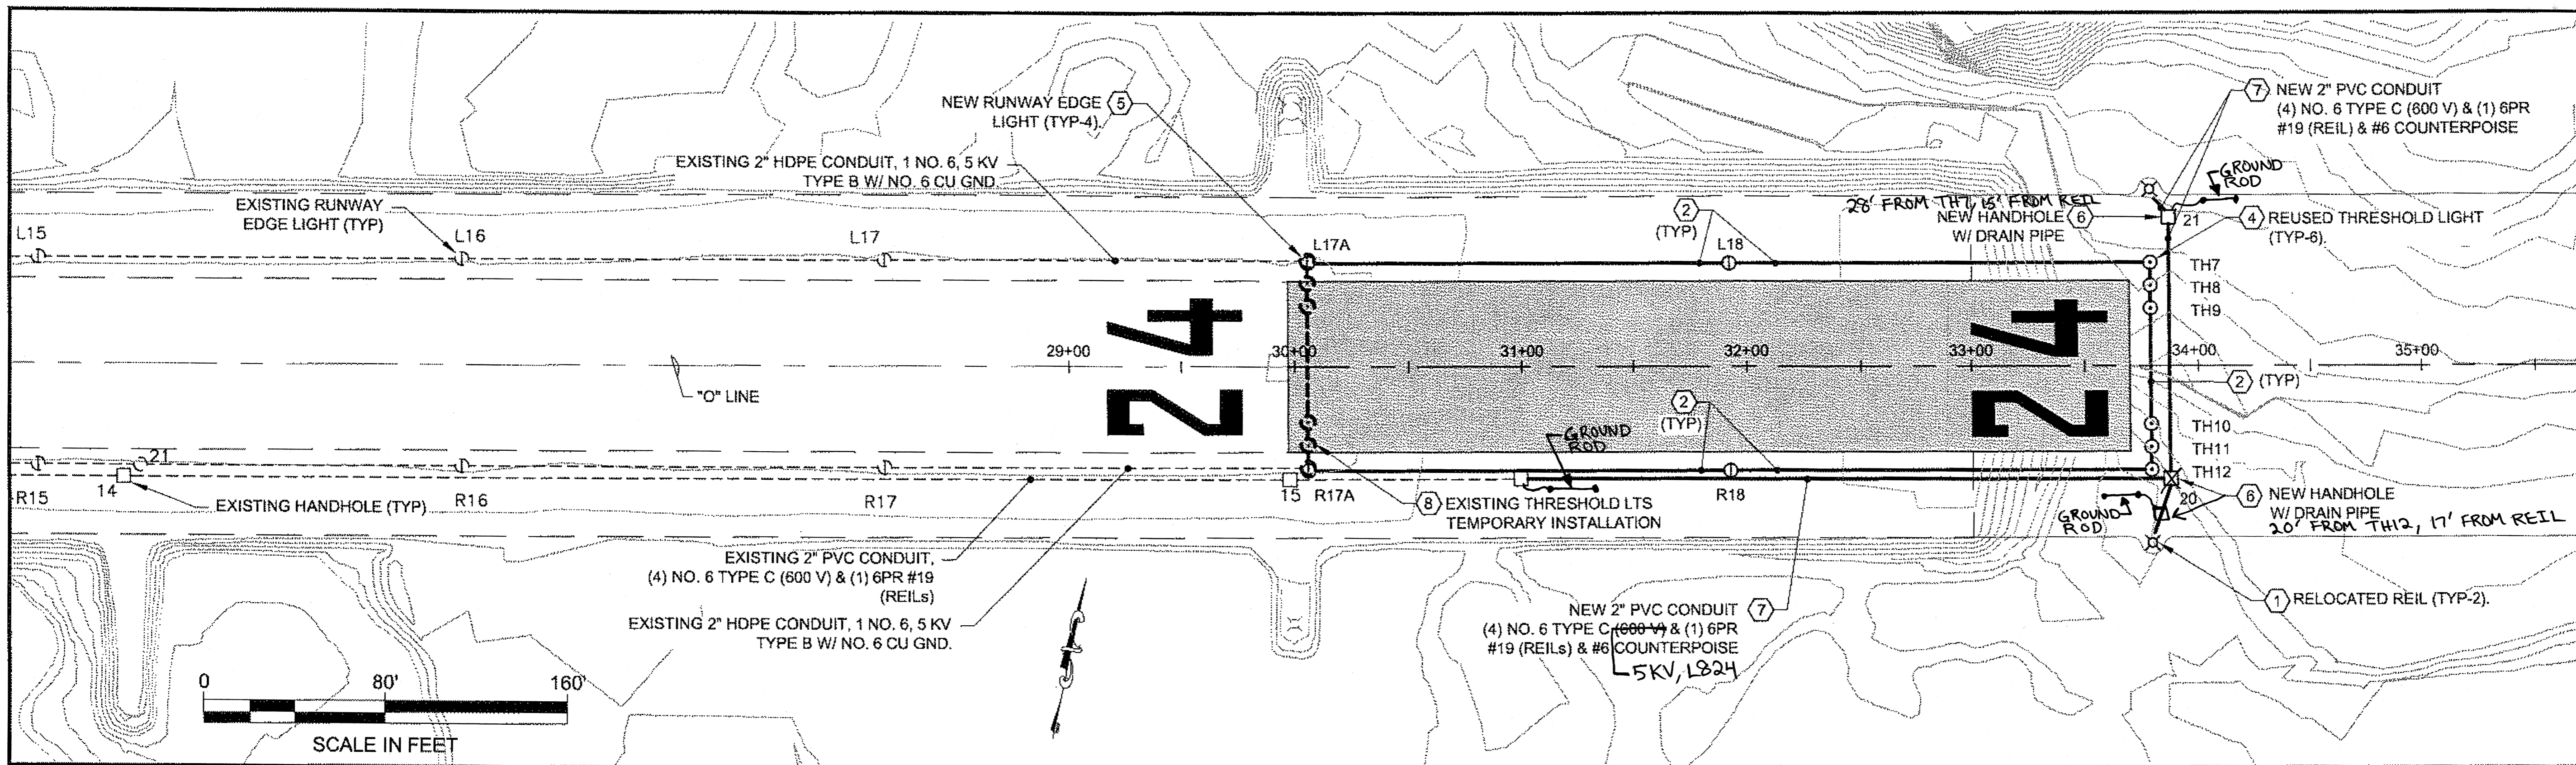 NEW RUNWAY EDGE 5
LIGHT (TYP-4).
7 NEW 2" PVC CONDUIT
(4) NO. 6 TYPE C (600 V) & (1) 6PR
#19 (REIL) & #6 COUNTERPOISE
EXISTING 2" HDPE CONDUIT, 1 NO. 6, 5 KV
TYPE B W/ NO. 6 CU GND.
GROUND
ROD
EXISTING RUNWAY
EDGE LIGHT (TYP)
2
(TYP)
28' FROM TH7, 15' FROM REIL
NEW HANDHOLE 6
W/ DRAIN PIPE
21
4 REUSED THRESHOLD LIGHT
(TYP-6).
L15
L16
L17
L17A
L18
TH7
TH8
TH9
24
24
29+00
30+00
31+00
32+00
33+00
34+00
35+00
"O" LINE
2 (TYP)
2
(TYP)
GROUND
ROD
TH10
TH11
TH12
21
14
15
20
R15
EXISTING HANDHOLE (TYP)
R16
R17
R17A
R18
8 EXISTING THRESHOLD LTS
TEMPORARY INSTALLATION
GROUND
ROD
6 NEW HANDHOLE
W/ DRAIN PIPE
20' FROM TH12, 17' FROM REIL
EXISTING 2" PVC CONDUIT,
(4) NO. 6 TYPE C (600 V) & (1) 6PR #19
(REILs)
EXISTING 2" HDPE CONDUIT, 1 NO. 6, 5 KV
TYPE B W/ NO. 6 CU GND.
NEW 2" PVC CONDUIT 7
(4) NO. 6 TYPE C (600 V) & (1) 6PR
#19 (REILs) & #6 COUNTERPOISE
5KV, L824
1 RELOCATED REIL (TYP-2).
0 80' 160'
SCALE IN FEET